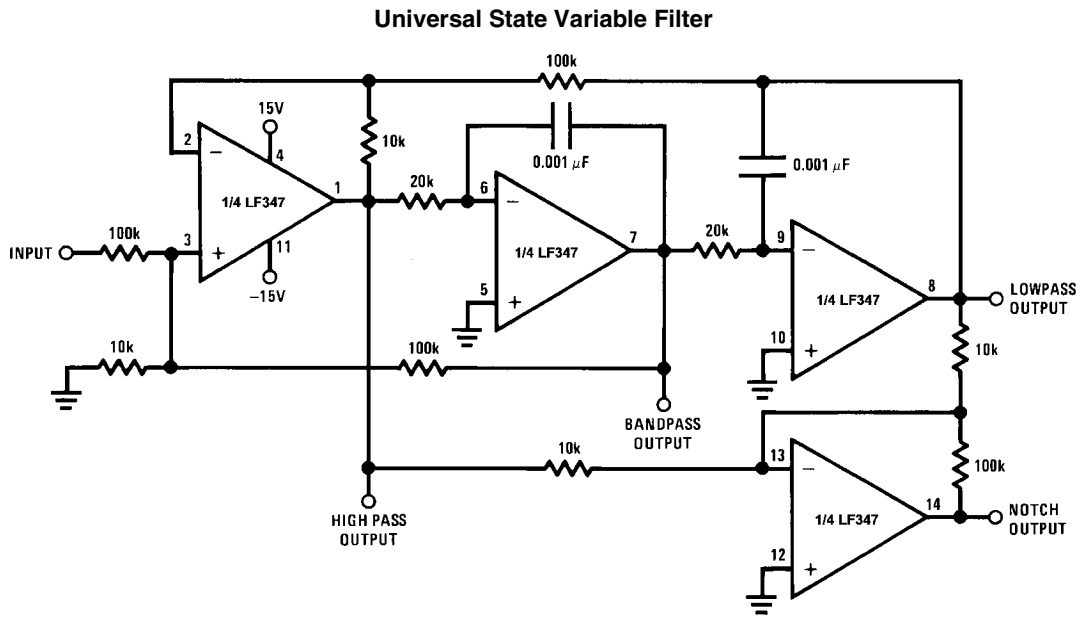 Universal State Variable Filter
100k
15V
4
2
−
10k
0.001 μF
0.001 μF
1/4 LF347
1
20k
6
−
INPUT
100k
3
+
11
−15V
1/4 LF347
7
20k
9
−
5
+
1/4 LF347
8
LOWPASS
OUTPUT
10
+
10k
10k
100k
BANDPASS
OUTPUT
10k
13
−
100k
1/4 LF347
14
NOTCH
OUTPUT
HIGH PASS
OUTPUT
12
+